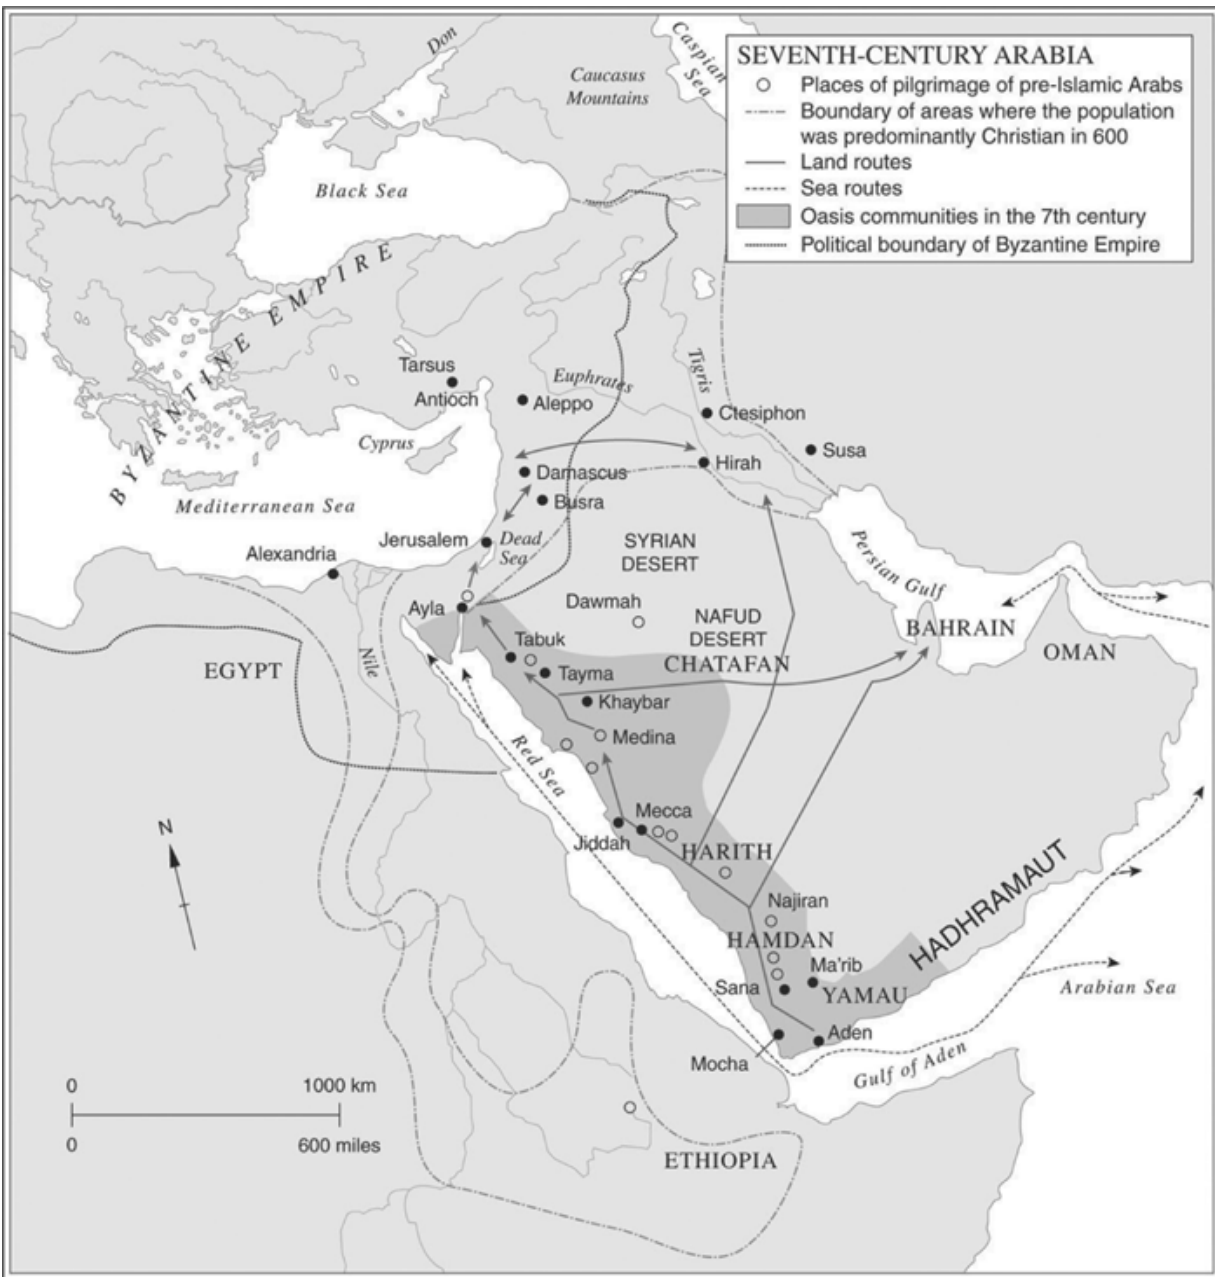 Don
Caspian
Sea
Caucasus
Mountains
SEVENTH-CENTURY ARABIA
Places of pilgrimage of pre-Islamic Arabs
Boundary of areas where the population
was predominantly Christian in 600
Land routes
Sea routes
Oasis communities in the 7th century
Political boundary of Byzantine Empire
Black Sea
BYZANTINE EMPIRE
Tarsus
Antioch
Euphrates
Tigris
Aleppo
Ctesiphon
Cyprus
Susa
Hirah
Damascus
Mediterranean Sea
Busra
Jerusalem
Dead
Sea
Alexandria
SYRIAN
DESERT
Persian Gulf
Ayla
Dawmah
NAFUD
DESERT
BAHRAIN
Tabuk
CHATAFAN
OMAN
EGYPT
Nile
Tayma
Khaybar
Medina
Red Sea
Mecca
Jiddah
HARITH
N
Najiran
HADHRAMAUT
HAMDAN
Ma'rib
Sana
YAMAU
Arabian Sea
Aden
Mocha
Gulf of Aden
0
1000 km
0
600 miles
ETHIOPIA